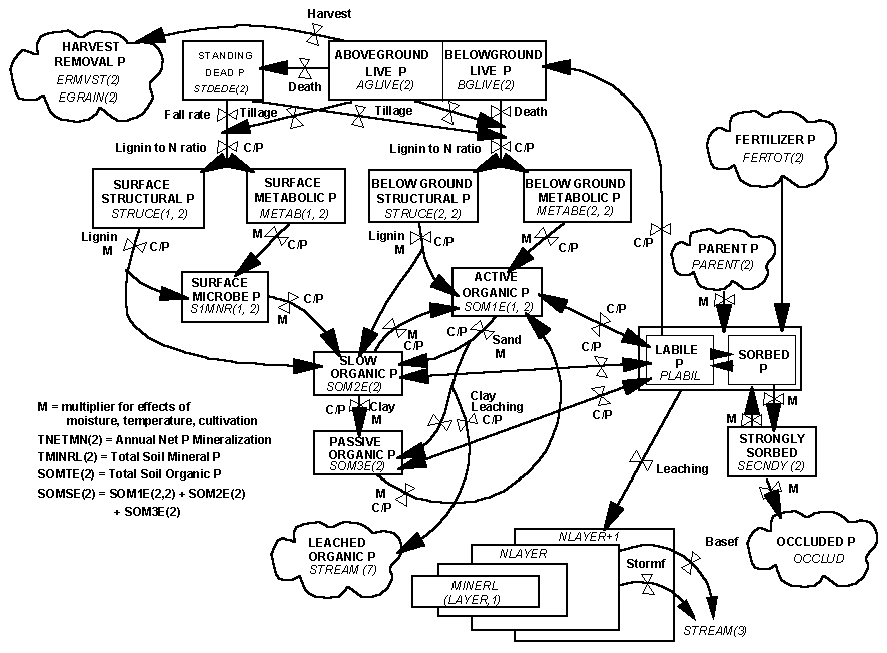 Harvest
HARVEST
REMOVAL P
ERMVST(2)
EGRAIN(2)
STANDING
DEAD P
STDEDE(2)
ABOVEGROUND
LIVE P
AGLIVE(2)
BELOWGROUND
LIVE P
BGLIVE(2)
Death
Fall rate
Tillage
Tillage
Death
Lignin to N ratio
C/P
Lignin to N ratio
C/P
FERTILIZER P
FERTOT(2)
SURFACE
STRUCTURAL P
STRUCE(1, 2)
SURFACE
METABOLIC P
METAB(1, 2)
BELOW GROUND
STRUCTURAL P
STRUCE(2, 2)
BELOW GROUND
METABOLIC P
METABE(2, 2)
Lignin
M
C/P
M
C/P
Lignin
M
C/P
M
C/P
C/P
PARENT P
PARENT(2)
M
SURFACE
MICROBE P
S1MNR(1, 2)
C/P
M
ACTIVE
ORGANIC P
SOM1E(1, 2)
M
C/P
C/P
Sand
M
C/P
LABILE
P
PLABIL
SORBED
P
SLOW
ORGANIC P
SOM2E(2)
C/P
Clay
M
Clay
Leaching
C/P
C/P
M
M
M = multiplier for effects of
moisture, temperature, cultivation
TNETMN(2) = Annual Net P Mineralization
TMINRL(2) = Total Soil Mineral P
SOMTE(2) = Total Soil Organic P
SOMSE(2) = SOM1E(2,2) + SOM2E(2)
+ SOM3E(2)
PASSIVE
ORGANIC P
SOM3E(2)
M
C/P
STRONGLY
SORBED
SECNDY (2)
Leaching
M
LEACHED
ORGANIC P
STREAM (7)
OCCLUDED P
OCCLUD
NLAYER+1
NLAYER
MINERL
(LAYER,1)
Stormf
Basef
STREAM(3)